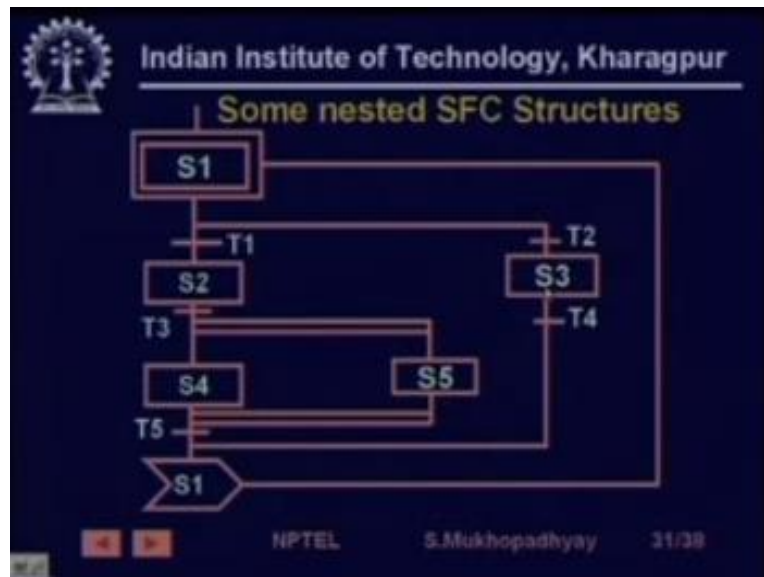 Indian Institute of Technology, Kharagpur
Some nested SFC Structures
S1
T1
T2
S2
S3
T3
T4
S4
S5
T5
S1
NPTEL S.Mukhopadhyay 31/38